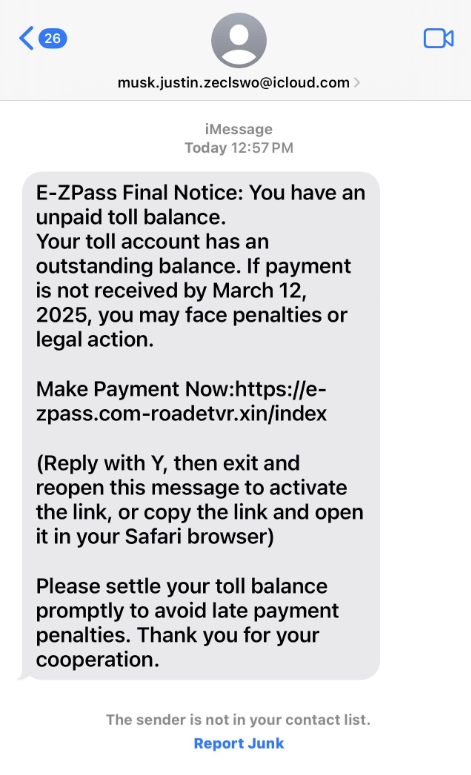 26
musk.justin.zeclswo@icloud.com
iMessage
Today 12:57 PM
E-ZPass Final Notice: You have an
unpaid toll balance.
Your toll account has an
outstanding balance. If payment
is not received by March 12,
2025, you may face penalties or
legal action.
Make Payment Now:https://e-
zpass.com-roadetvr.xin/index
(Reply with Y, then exit and
reopen this message to activate
the link, or copy the link and open
it in your Safari browser)
Please settle your toll balance
promptly to avoid late payment
penalties. Thank you for your
cooperation.
The sender is not in your contact list.
Report Junk